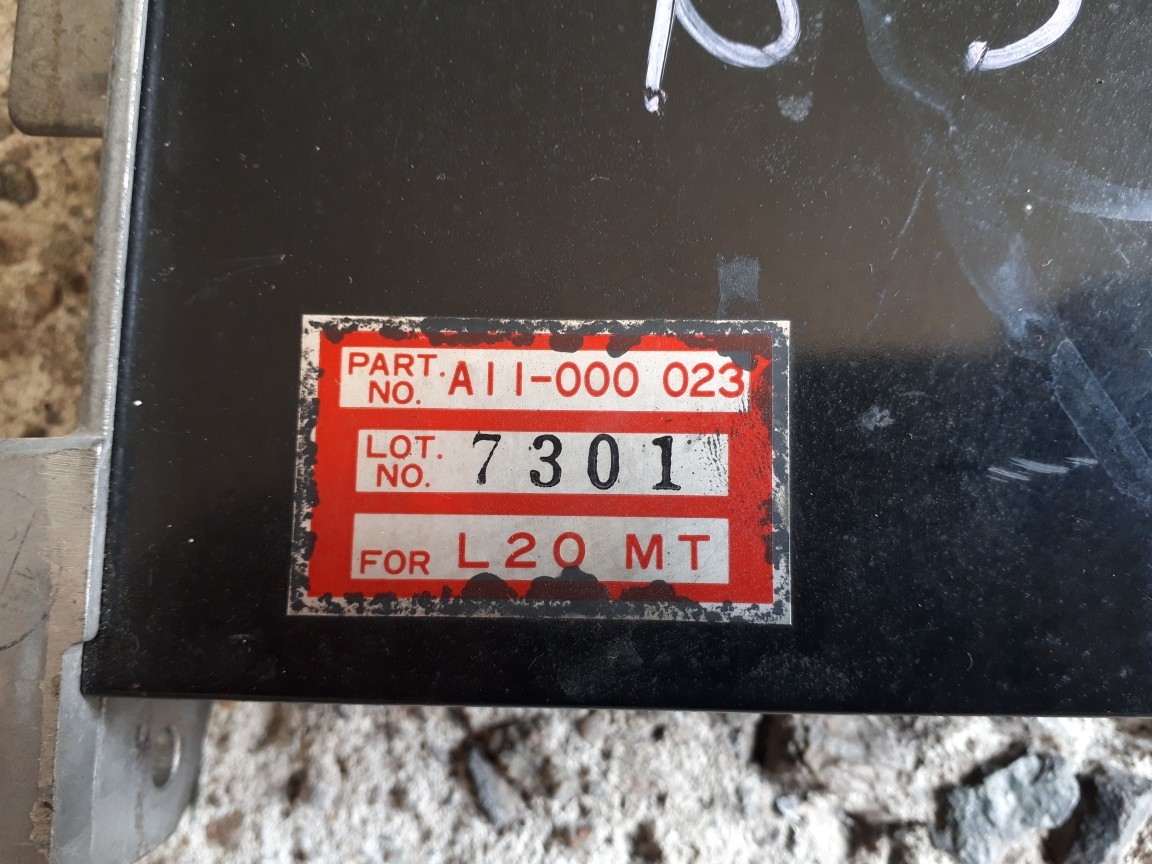 PART. NO. A11-000 023
LOT. NO. 7301
FOR L20 MT